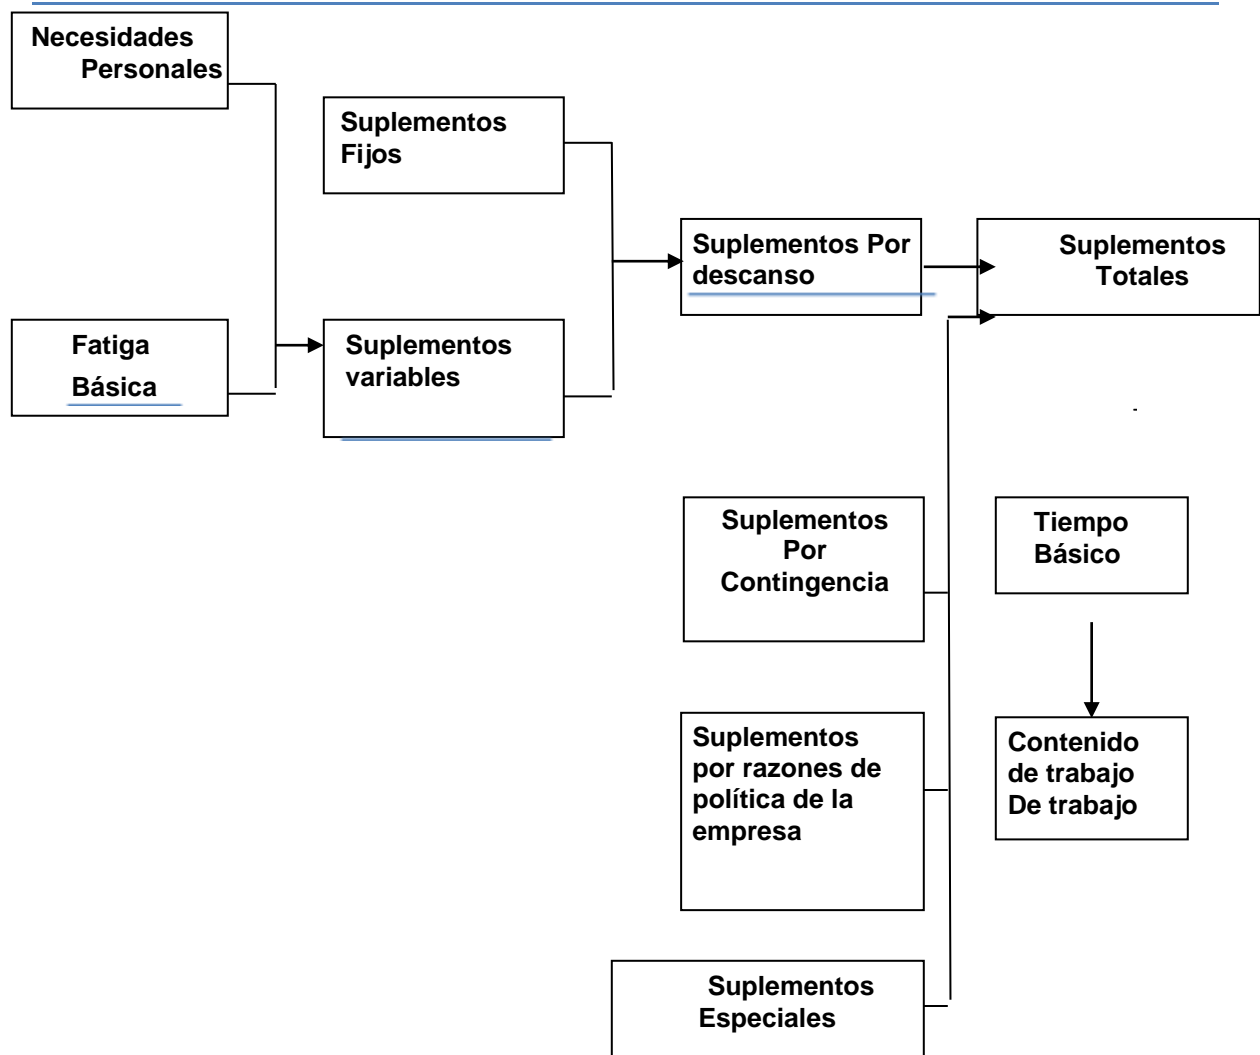 Necesidades
Personales
Suplementos
Fijos
Suplementos Por
descanso
Suplementos
Totales
Fatiga
Básica
Suplementos
variables
Suplementos
Por
Contingencia
Tiempo
Básico
Suplementos
por razones de
política de la
empresa
Contenido
de trabajo
De trabajo
Suplementos
Especiales